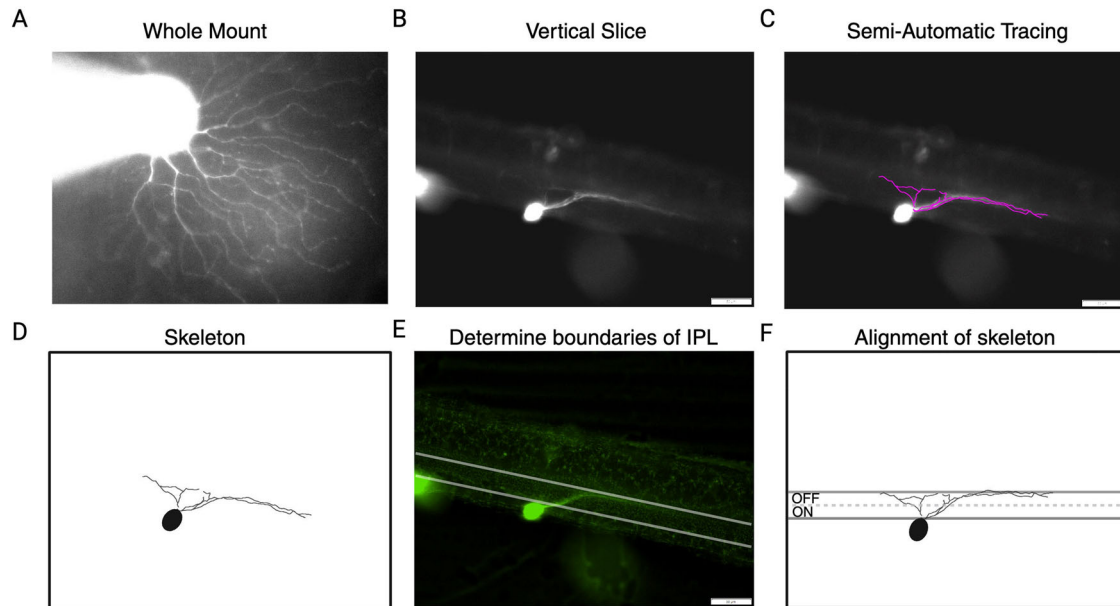 A
Whole Mount
B
Vertical Slice
C
Semi-Automatic Tracing
D
Skeleton
E
Determine boundaries of IPL
F
Alignment of skeleton
OFF
ON